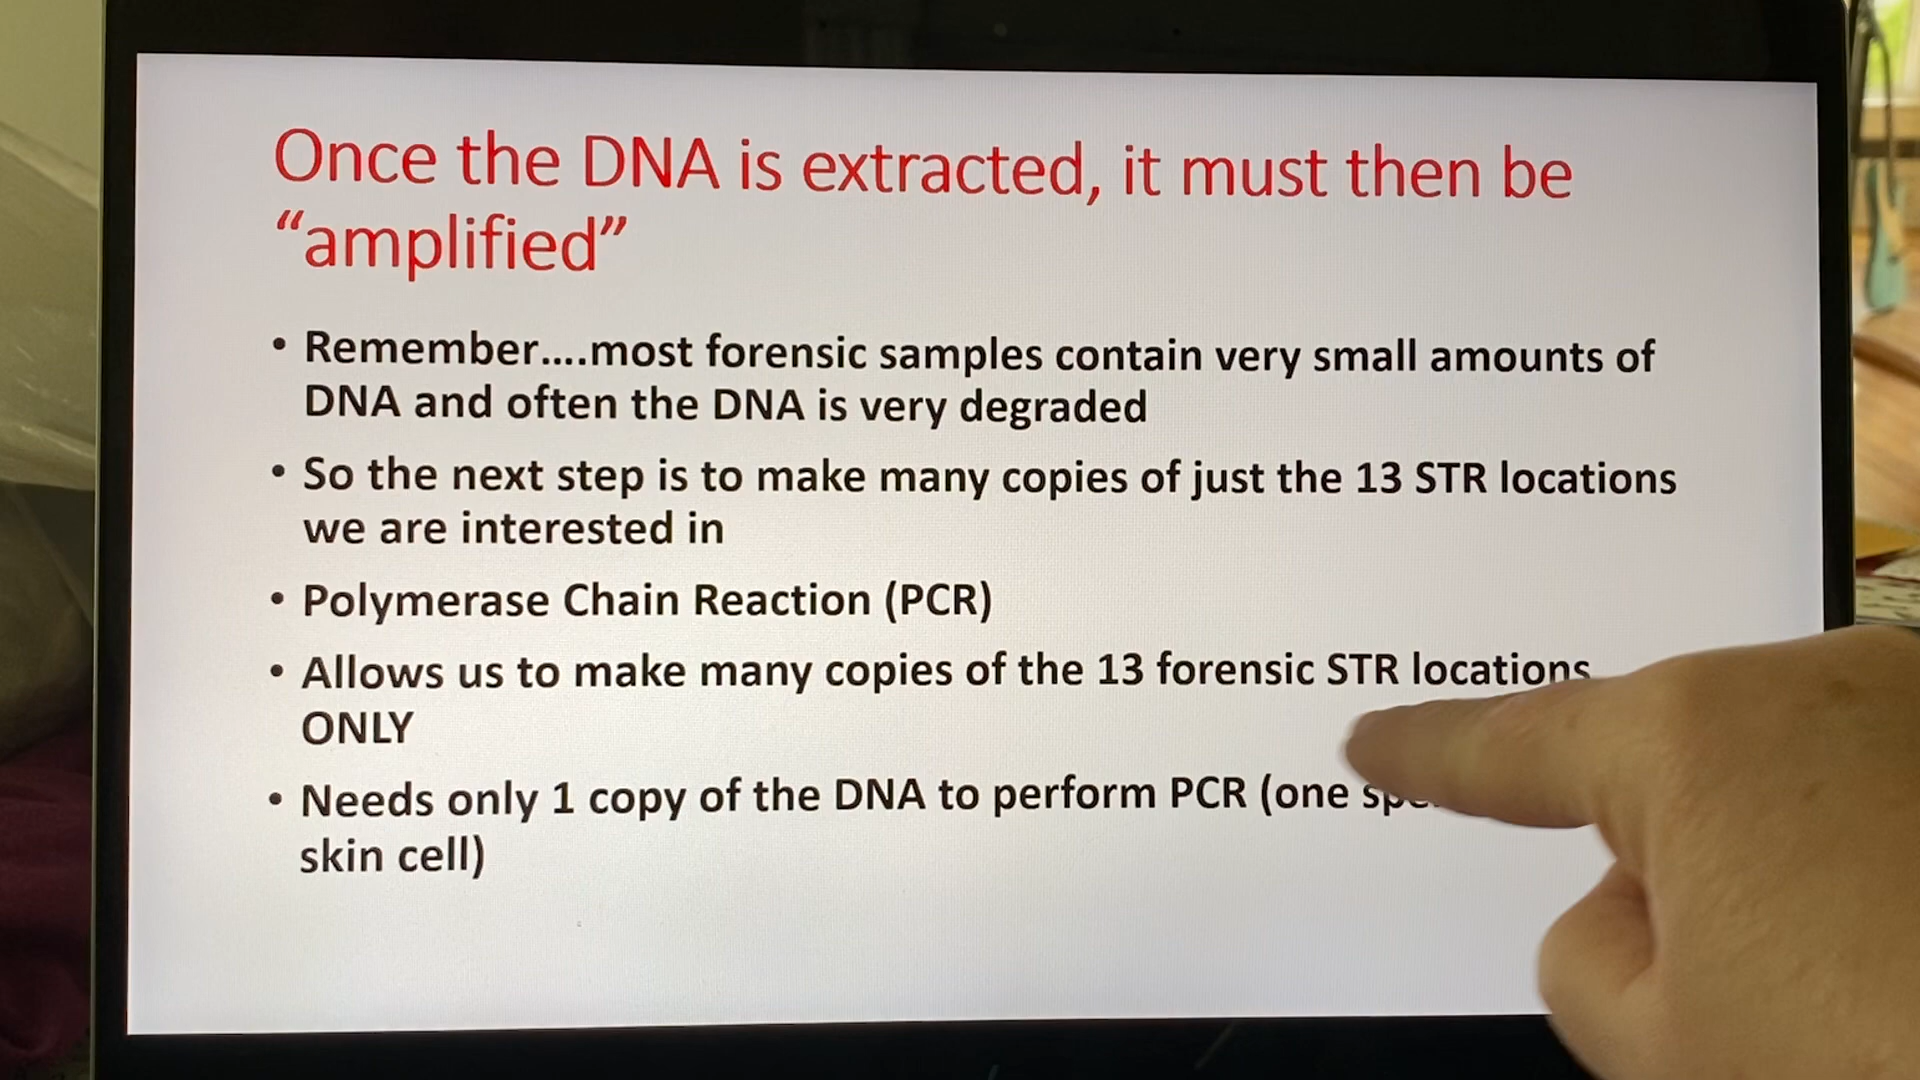 Once the DNA is extracted, it must then be
“amplified”
• Remember....most forensic samples contain very small amounts of
DNA and often the DNA is very degraded
• So the next step is to make many copies of just the 13 STR locations
we are interested in
• Polymerase Chain Reaction (PCR)
• Allows us to make many copies of the 13 forensic STR locations
ONLY
• Needs only 1 copy of the DNA to perform PCR (one
skin cell)